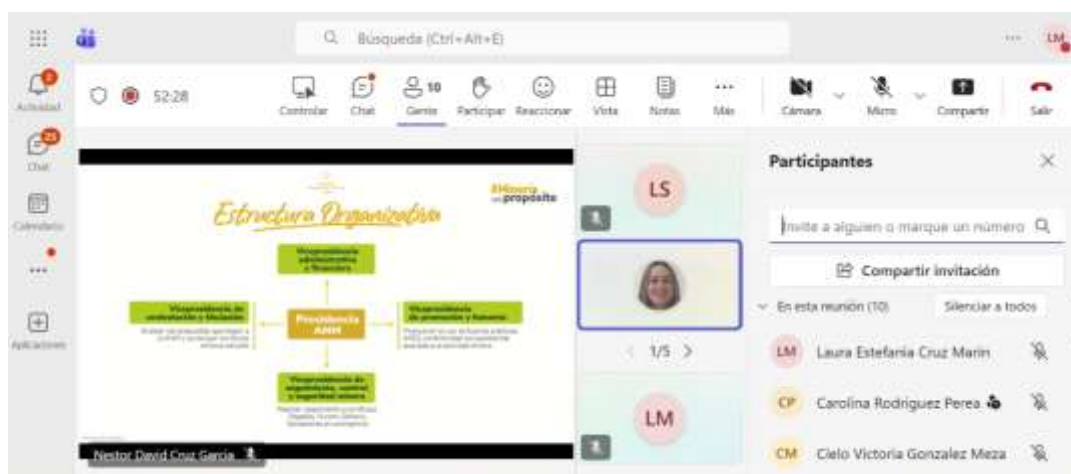 Búsqueda (Ctrl+Alt+E)
LM
Actividad
52:28
Controlar
Chat
10
Gente
Participar
Reaccionar
Vista
Notas
Más
Cámara
Micro
Compartir
Salir
25
Chat
Calendario
Aplicaciones
#Minería
con propósito
Estructura Organizativa
Vicepresidencia
administrativa
y financiera
Vicepresidencia de
contratación y titulación
Presidencia
ANM
Vicepresidencia
de promoción y fomento
Vicepresidencia de
seguimiento, control
y seguridad minera
Nestor David Cruz García
LS
1/5
LM
Participantes
Invite a alguien o marque un número
Compartir invitación
En esta reunión (10)
Silenciar a todos
LM
Laura Estefania Cruz Marin
CP
Carolina Rodriguez Perea
CM
Cielo Victoria Gonzalez Meza